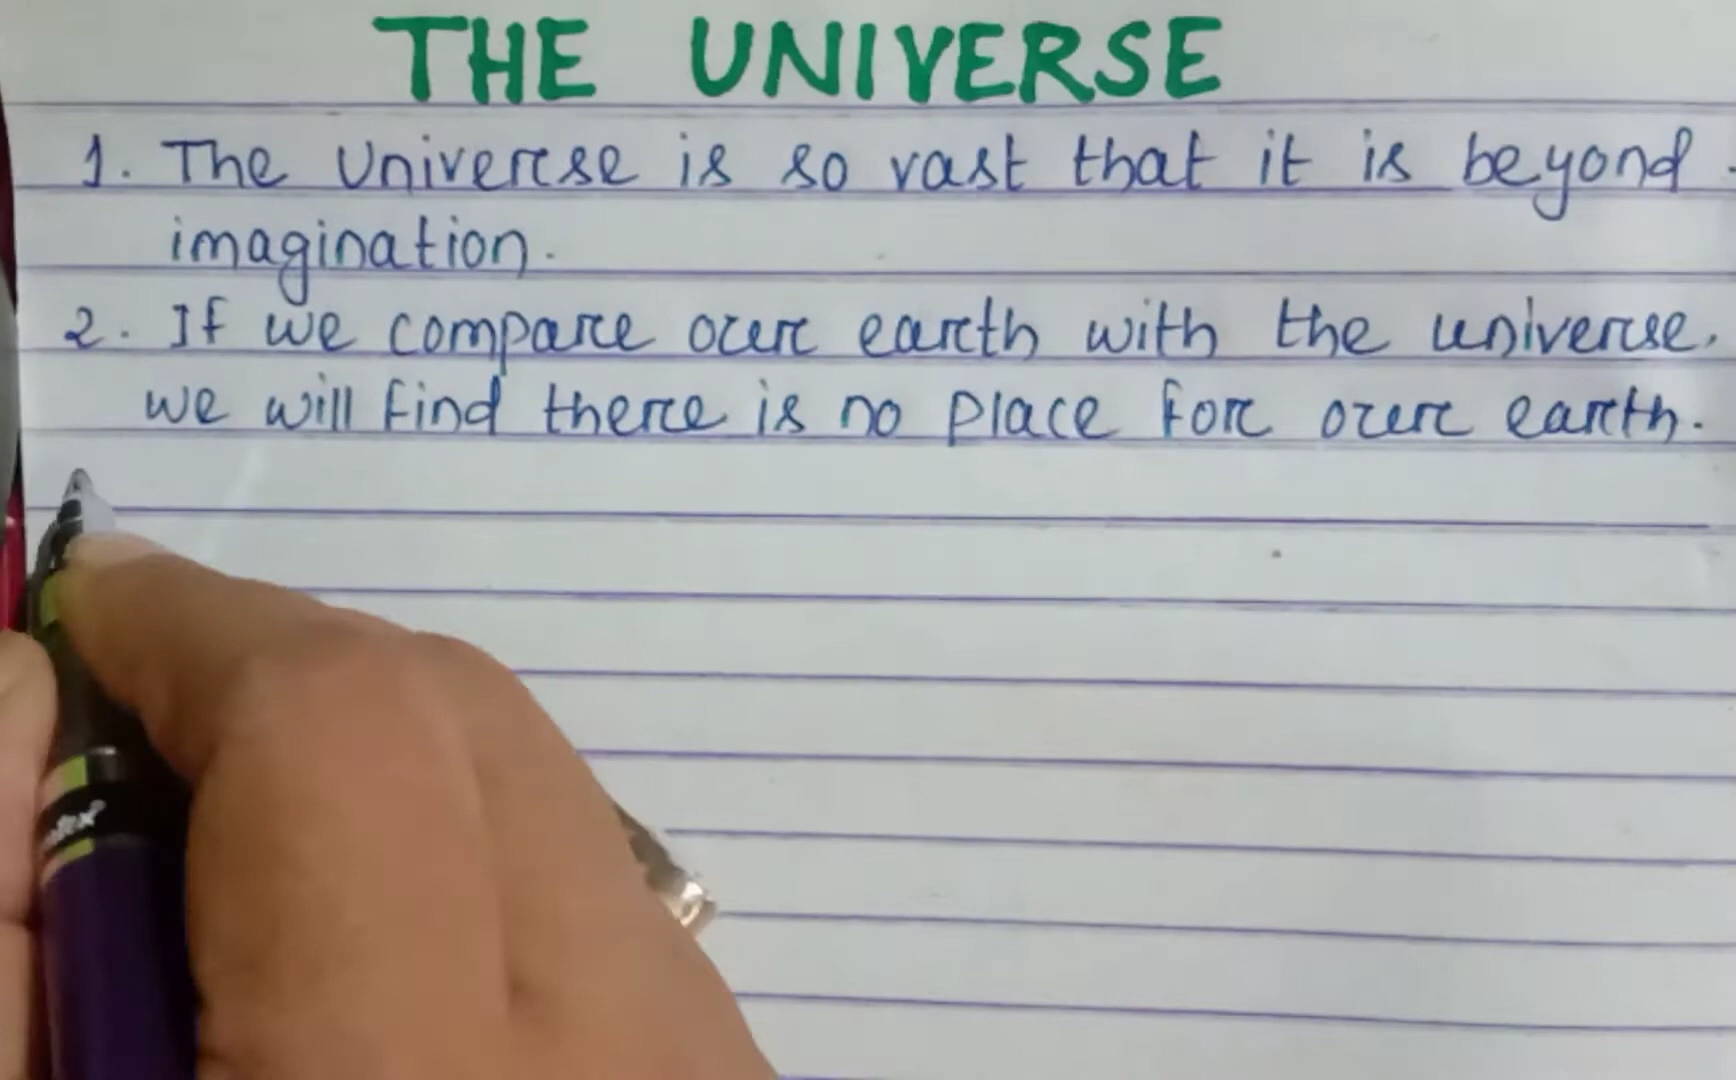 THE UNIVERSE
1. The Universe is so vast that it is beyond
imagination.
2. If we compare our earth with the universe,
we will find there is no place for our earth.